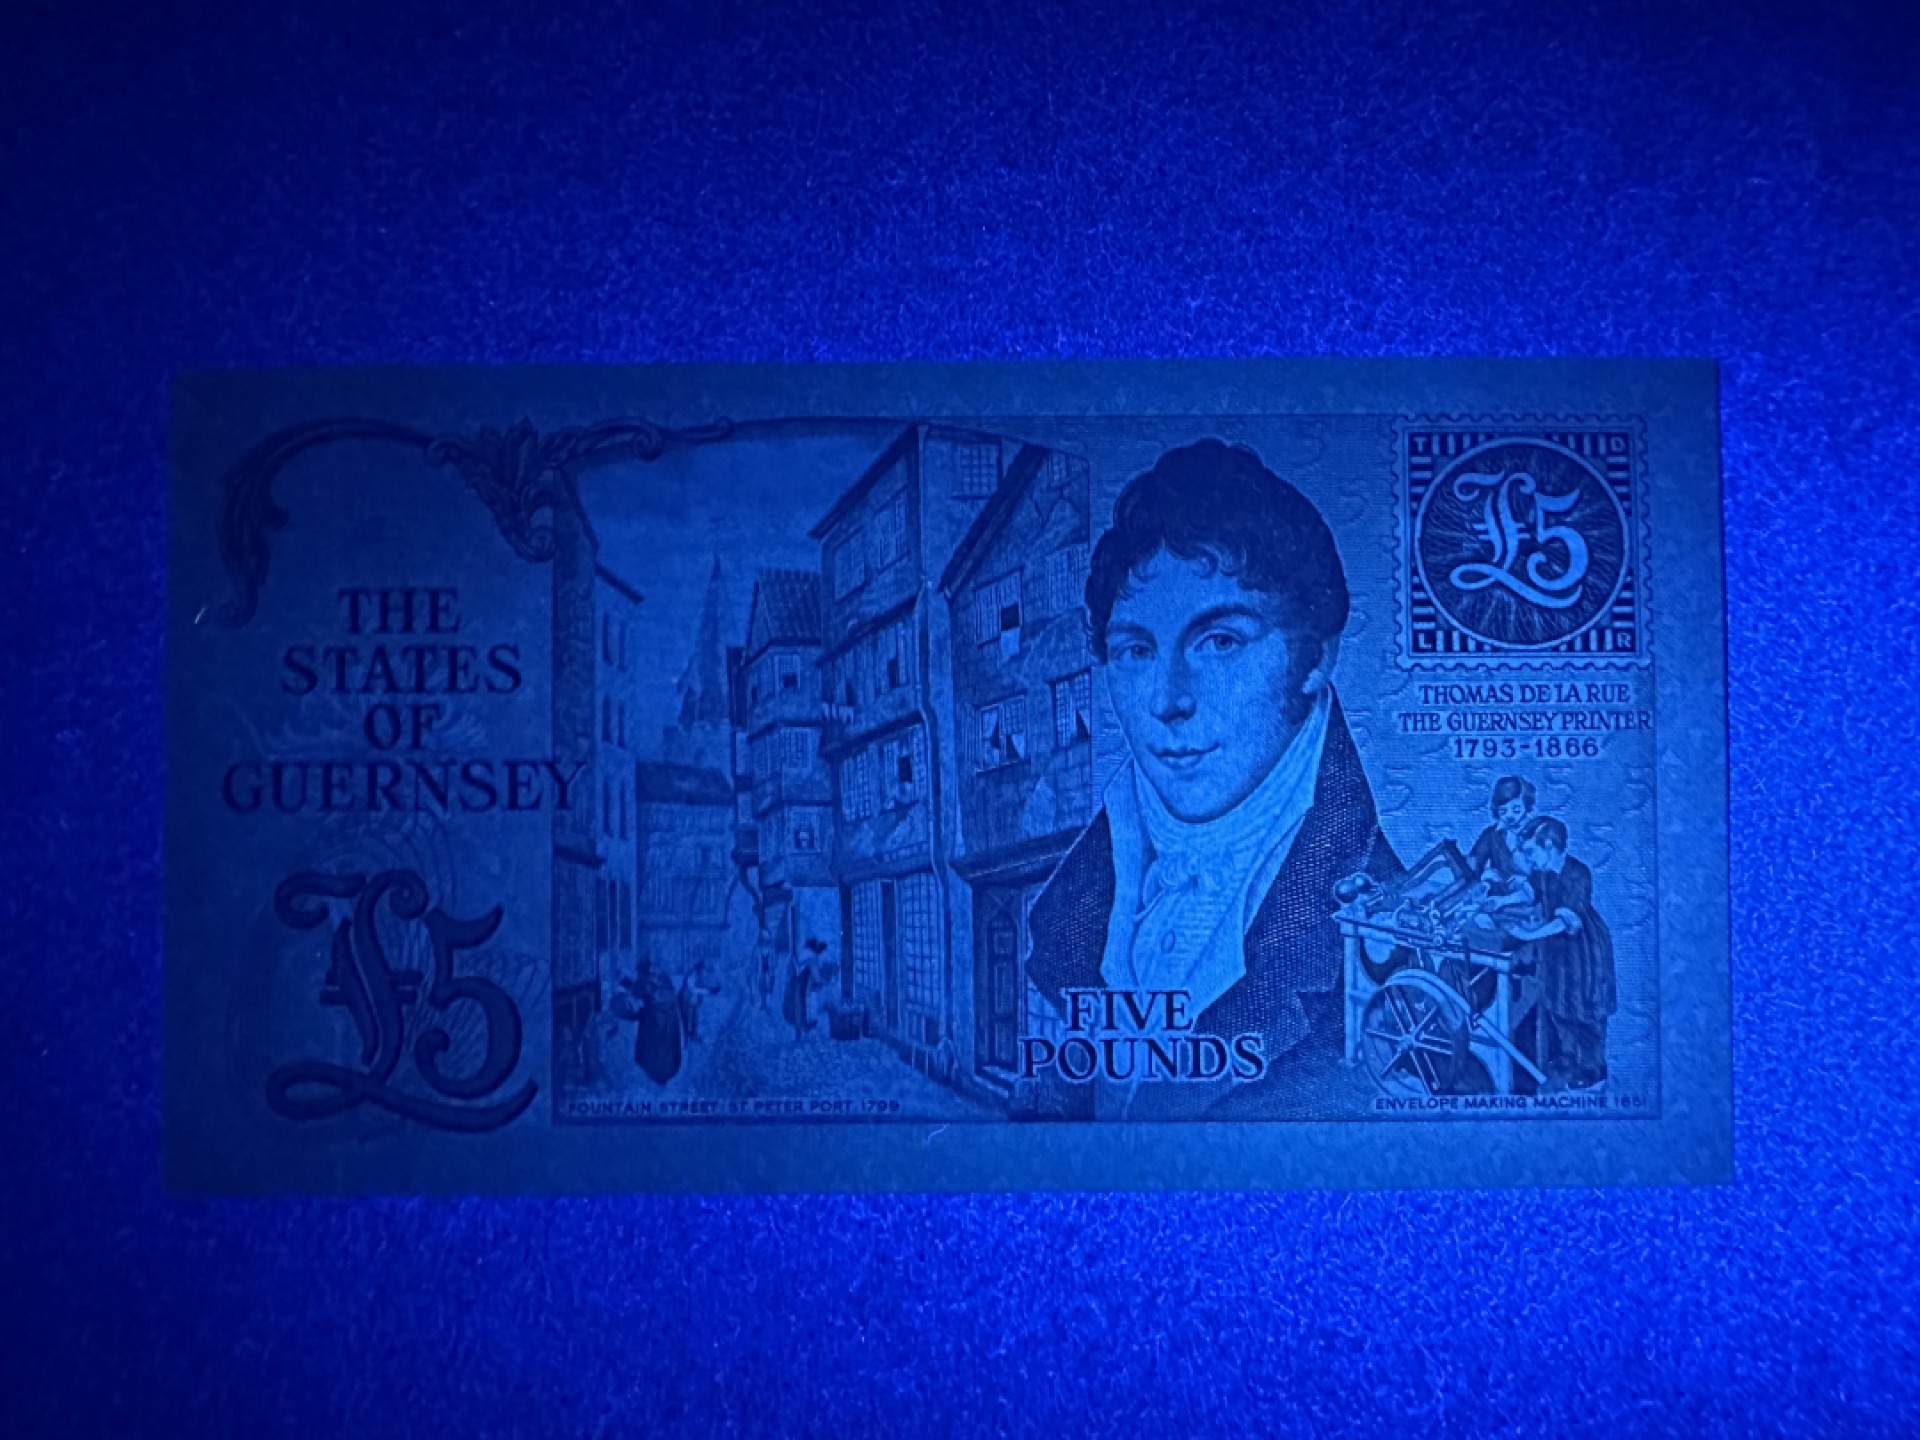 THE
STATES
OF
GUERNSEY
£5
FOUNTAIN STREET ST PETER PORT 1799
FIVE
POUNDS
T D
£5
L R
THOMAS DE LA RUE
THE GUERNSEY PRINTER
1793-1866
ENVELOPE MAKING MACHINE 1851